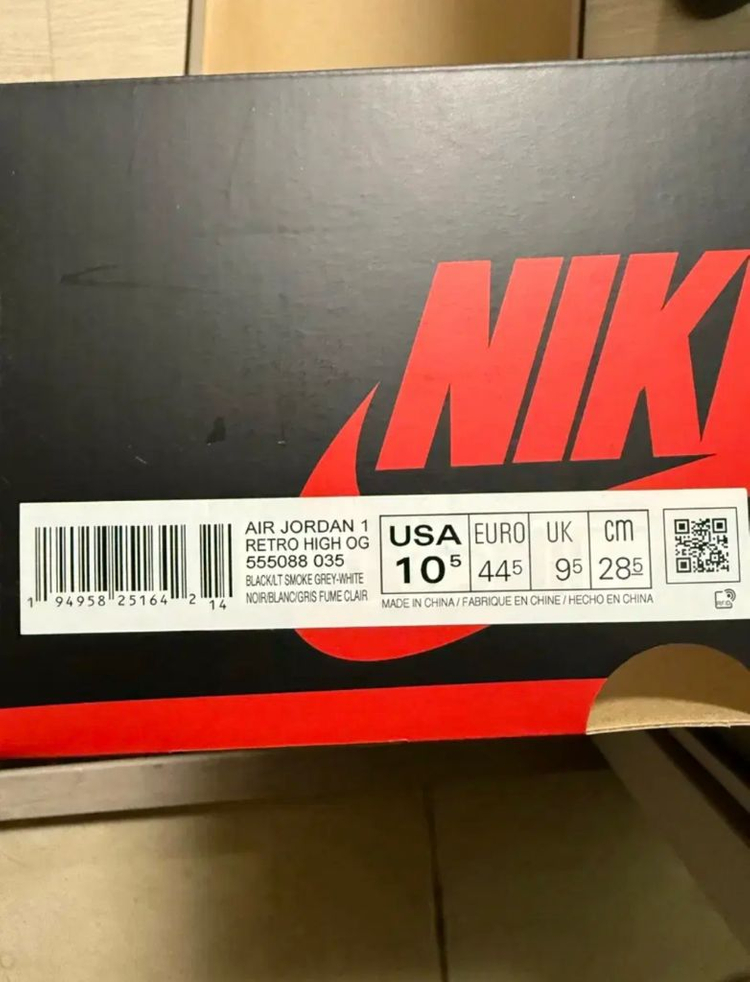 NIK
1 94958 25164 2 14
AIR JORDAN 1
RETRO HIGH OG
555088 035
BLACK/LT SMOKE GREY-WHITE
NOIR/BLANC/GRIS FUME CLAIR
USA EURO UK cm
10⁵ 44⁵ 9⁵ 28⁵
MADE IN CHINA / FABRIQUE EN CHINE / HECHO EN CHINA
RFID